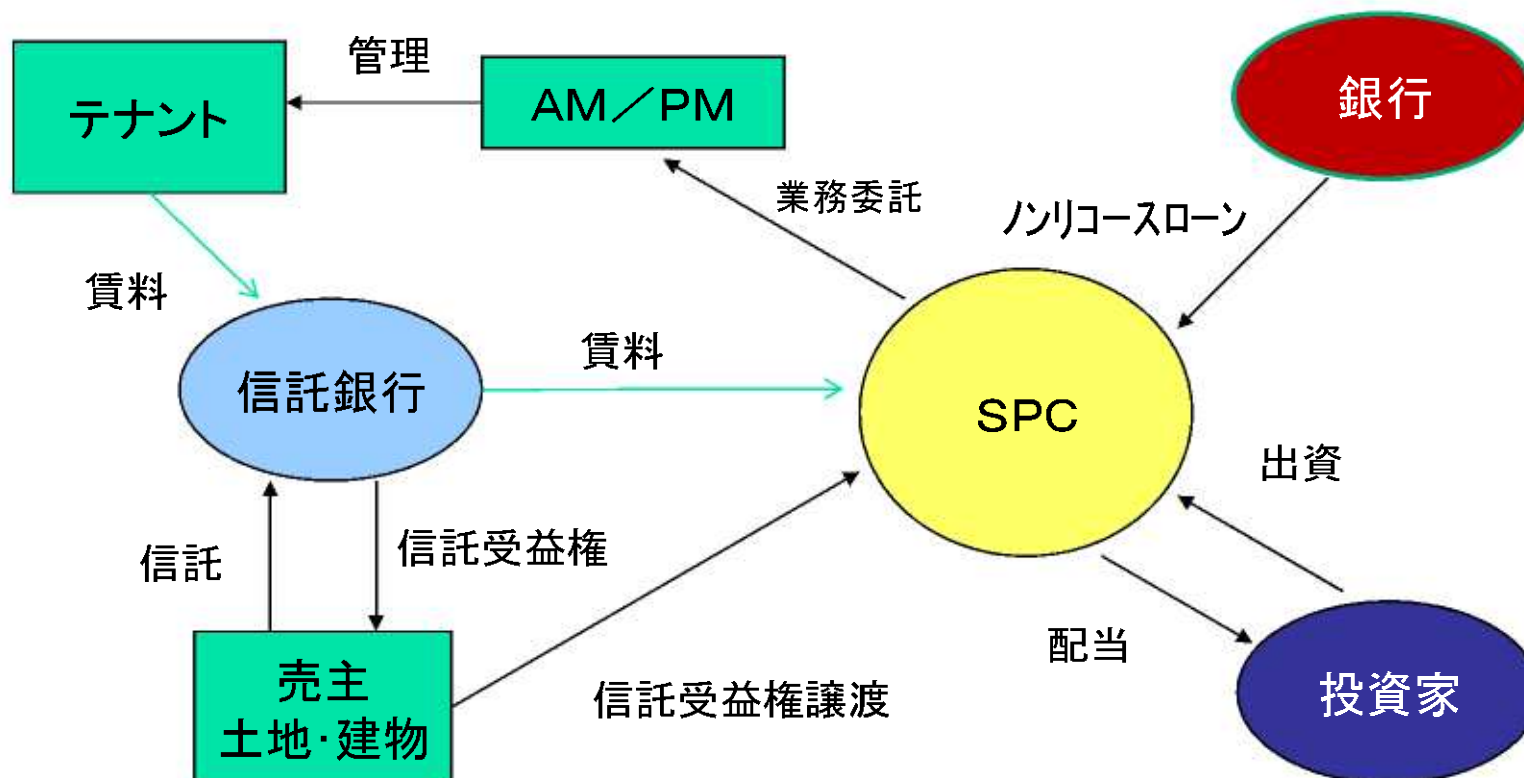 管理
テナント
AM／PM
銀行
業務委託
ノンリコースローン
賃料
賃料
信託銀行
SPC
出資
信託
信託受益権
配当
売主
土地・建物
信託受益権譲渡
投資家